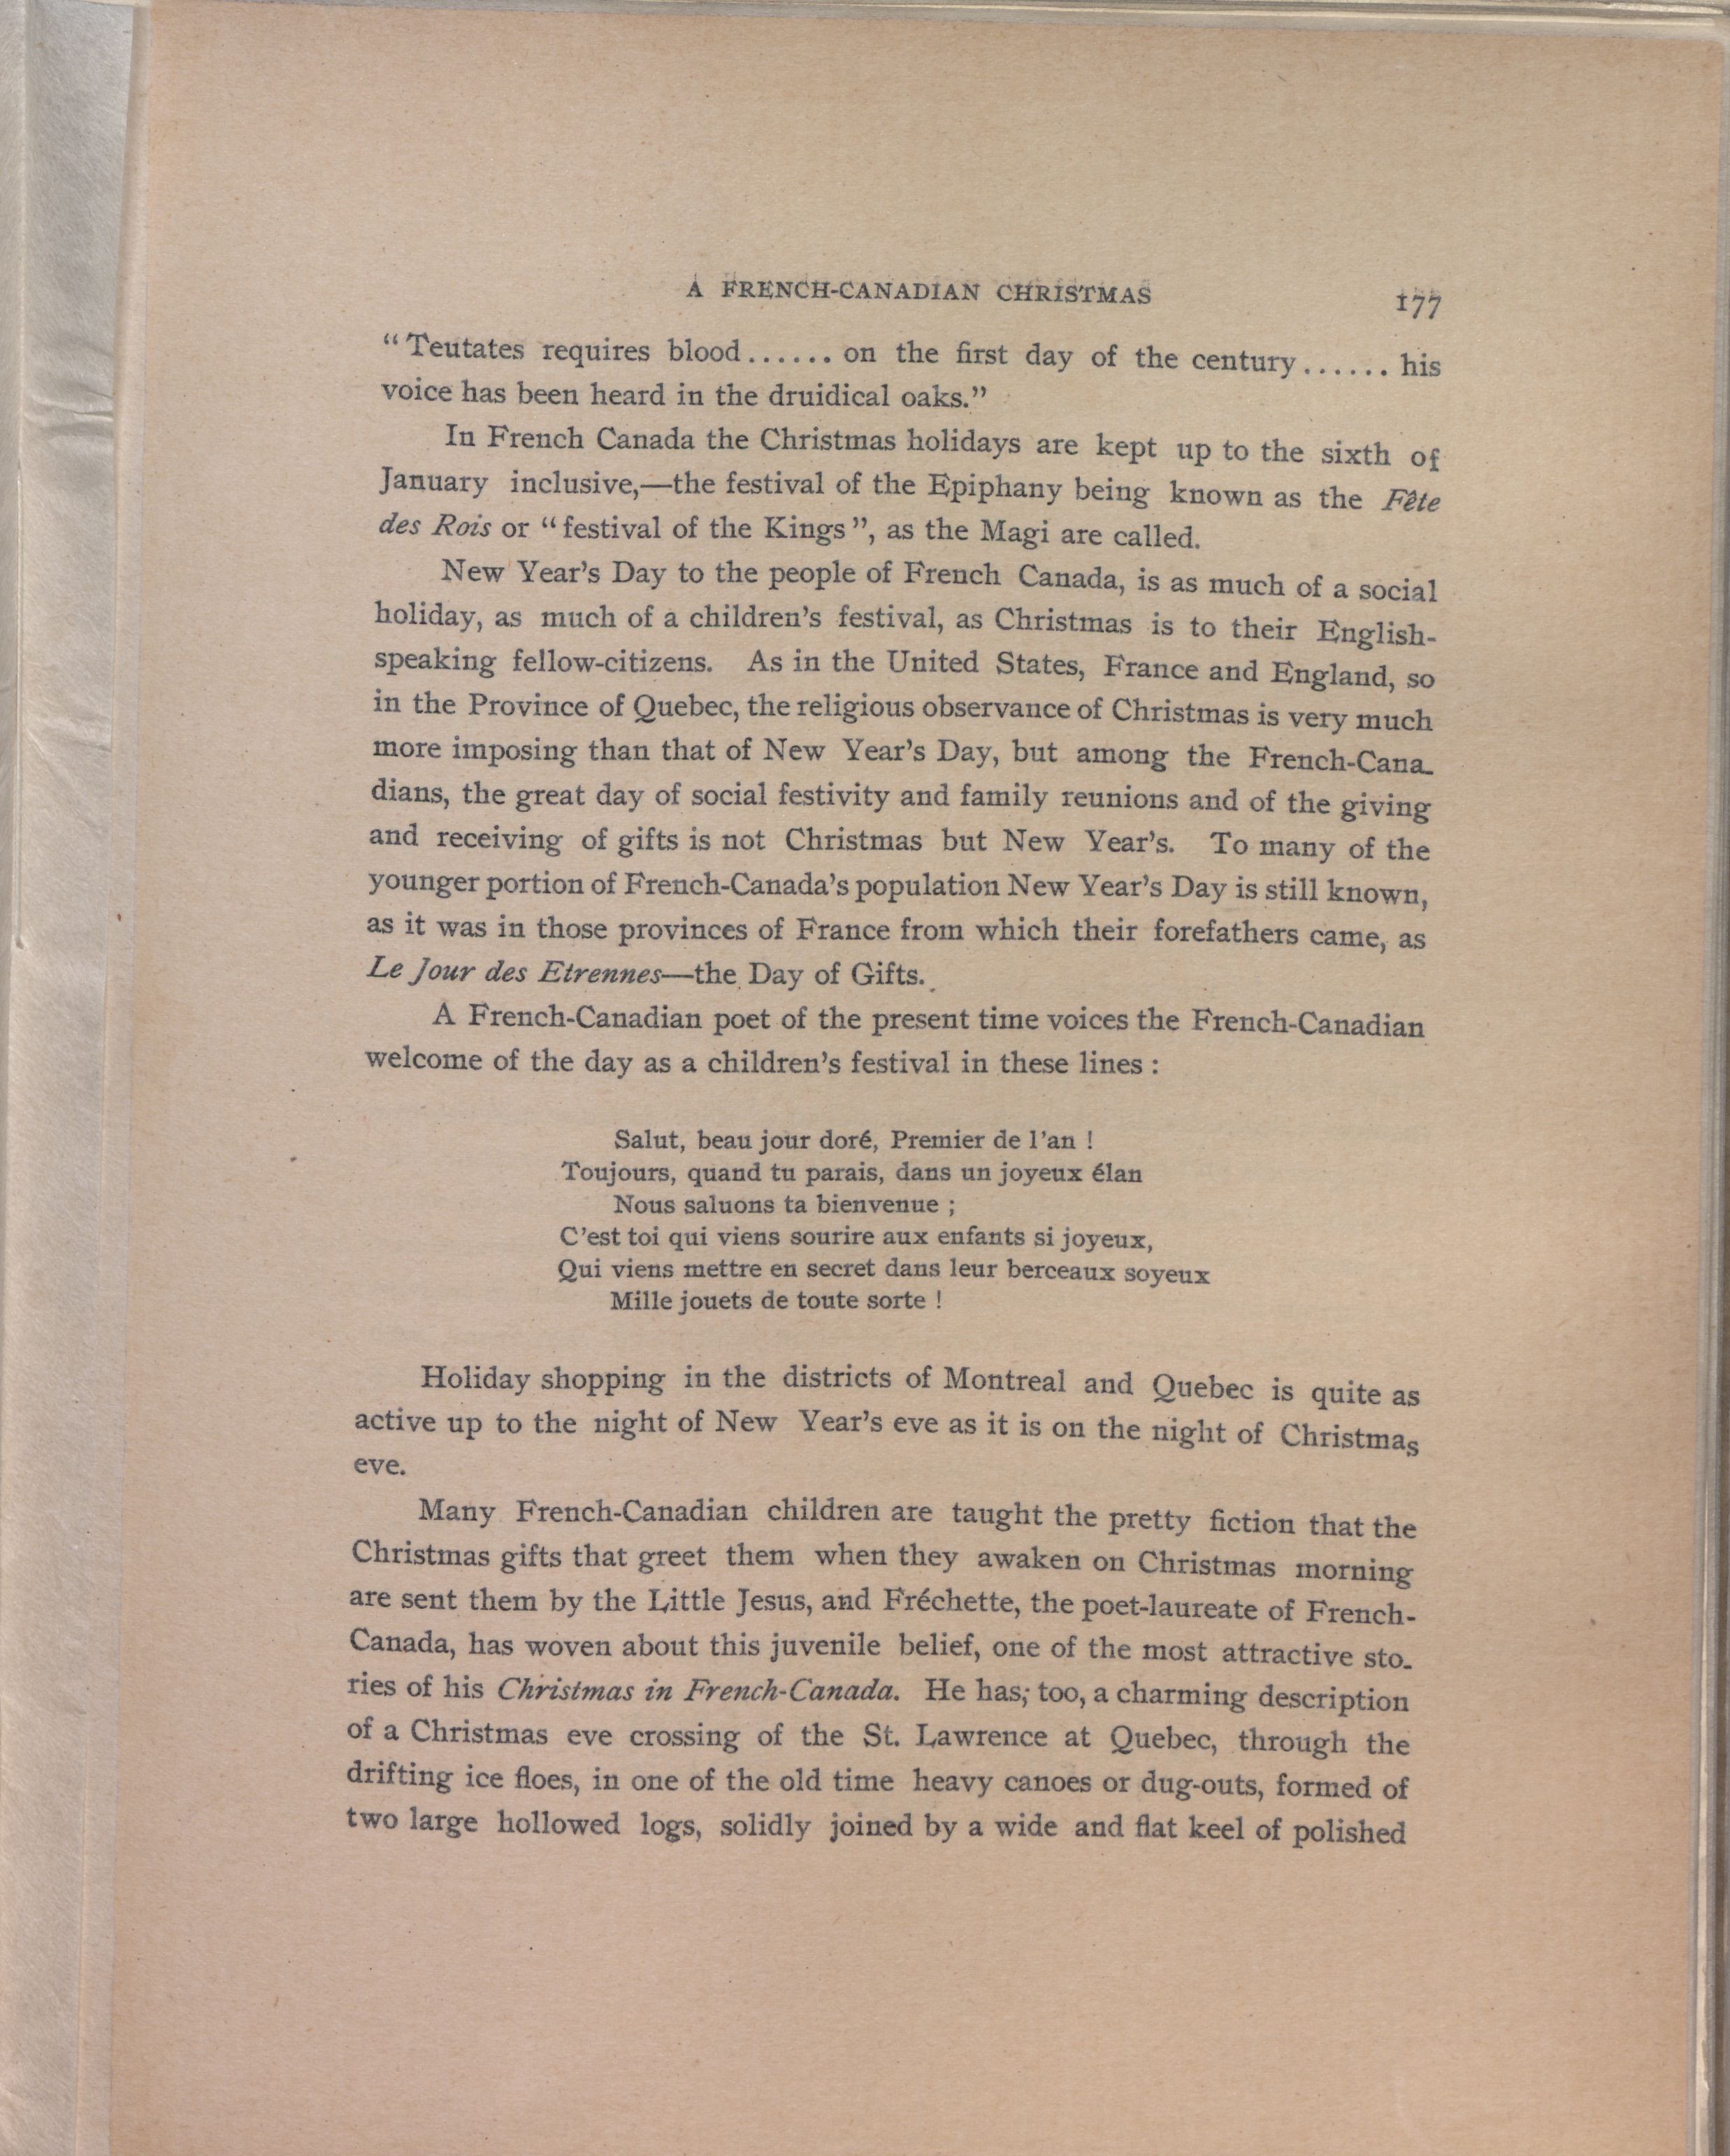 A FRENCH-CANADIAN CHRISTMAS 177
“Teutates requires blood...... on the first day of the century...... his
voice has been heard in the druidical oaks.”
In French Canada the Christmas holidays are kept up to the sixth of
January inclusive,—the festival of the Epiphany being known as the Fête
des Rois or “festival of the Kings”, as the Magi are called.
New Year’s Day to the people of French Canada, is as much of a social
holiday, as much of a children’s festival, as Christmas is to their English-
speaking fellow-citizens. As in the United States, France and England, so
in the Province of Quebec, the religious observance of Christmas is very much
more imposing than that of New Year’s Day, but among the French-Cana-
dians, the great day of social festivity and family reunions and of the giving
and receiving of gifts is not Christmas but New Year’s. To many of the
younger portion of French-Canada’s population New Year’s Day is still known,
as it was in those provinces of France from which their forefathers came, as
Le Jour des Etrennes—the Day of Gifts.
A French-Canadian poet of the present time voices the French-Canadian
welcome of the day as a children’s festival in these lines :
Salut, beau jour doré, Premier de l’an !
Toujours, quand tu parais, dans un joyeux élan
Nous saluons ta bienvenue ;
C’est toi qui viens sourire aux enfants si joyeux,
Qui viens mettre en secret dans leur berceaux soyeux
Mille jouets de toute sorte !
Holiday shopping in the districts of Montreal and Quebec is quite as
active up to the night of New Year’s eve as it is on the night of Christmas
eve.
Many French-Canadian children are taught the pretty fiction that the
Christmas gifts that greet them when they awaken on Christmas morning
are sent them by the Little Jesus, and Fréchette, the poet-laureate of French-
Canada, has woven about this juvenile belief, one of the most attractive sto-
ries of his Christmas in French-Canada. He has, too, a charming description
of a Christmas eve crossing of the St. Lawrence at Quebec, through the
drifting ice floes, in one of the old time heavy canoes or dug-outs, formed of
two large hollowed logs, solidly joined by a wide and flat keel of polished